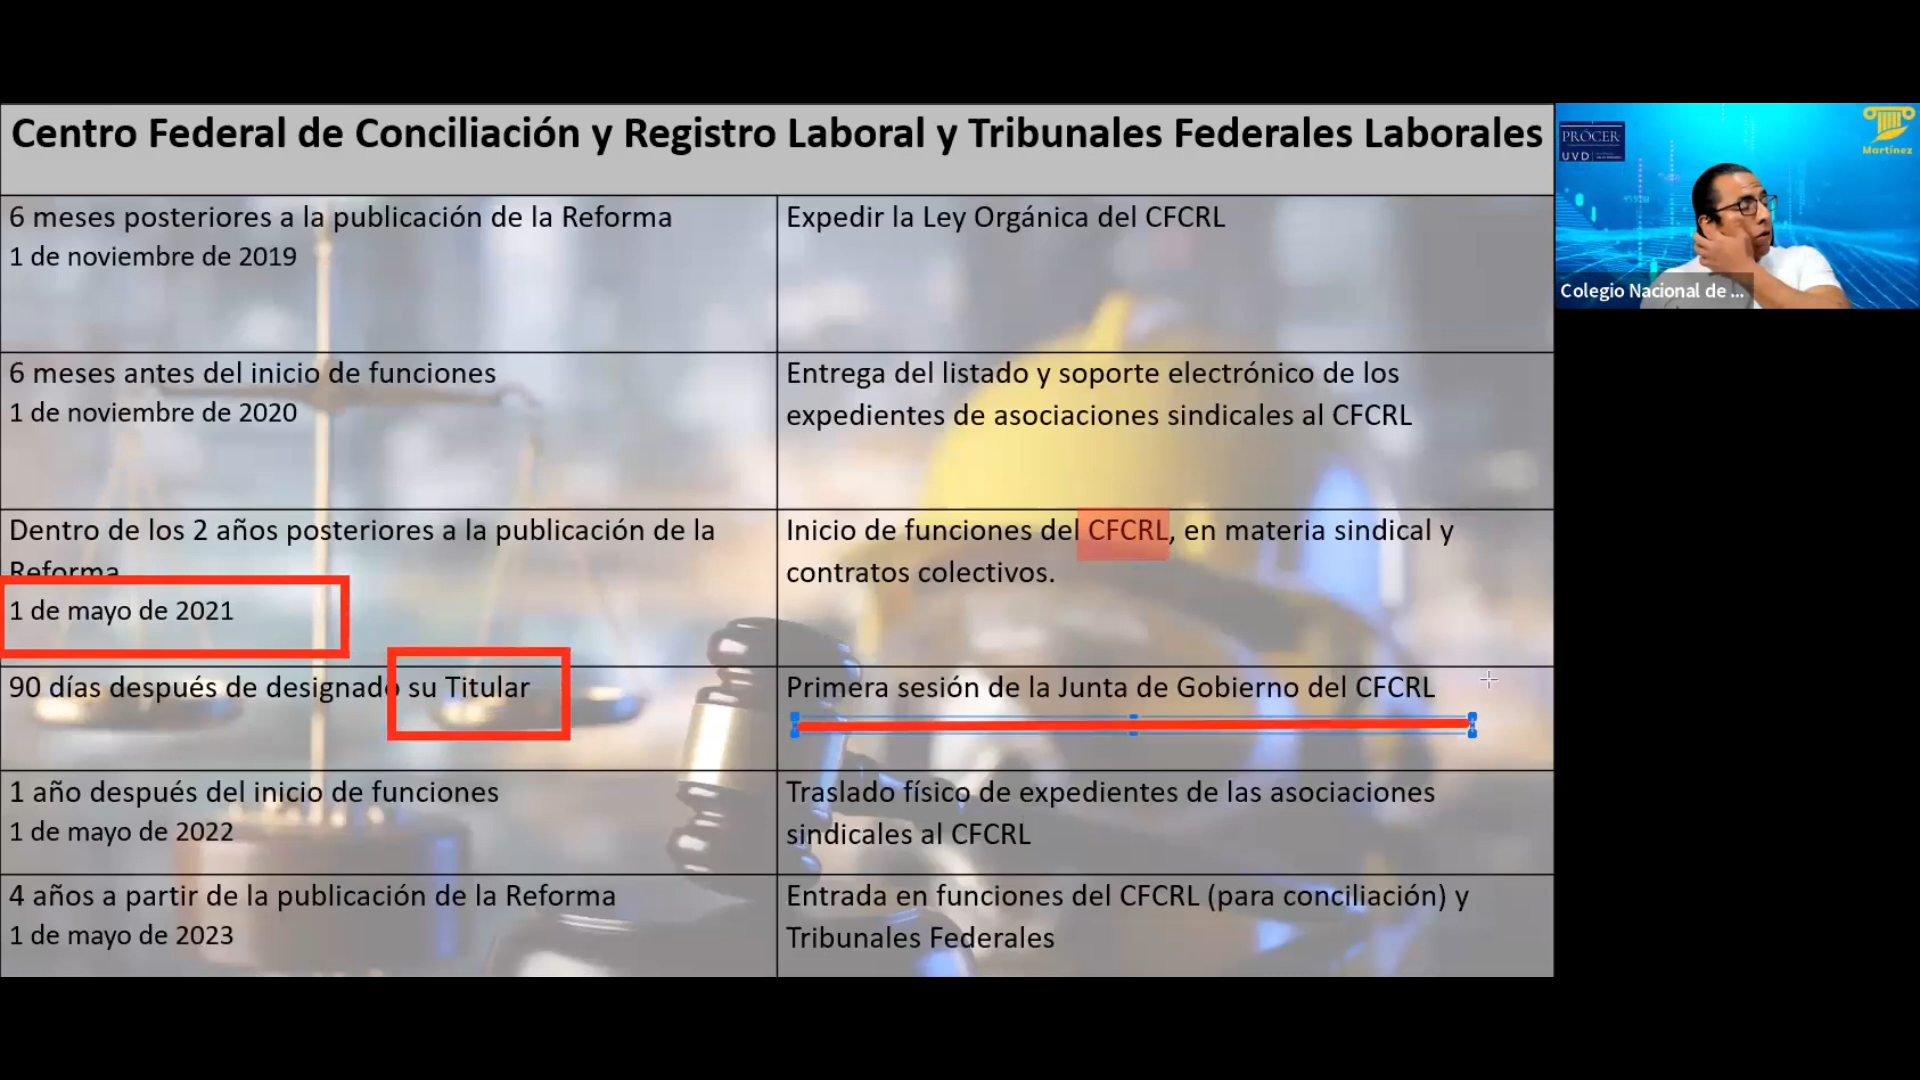 Centro Federal de Conciliación y Registro Laboral y Tribunales Federales Laborales
6 meses posteriores a la publicación de la Reforma
1 de noviembre de 2019
Expedir la Ley Orgánica del CFCRL
6 meses antes del inicio de funciones
1 de noviembre de 2020
Entrega del listado y soporte electrónico de los
expedientes de asociaciones sindicales al CFCRL
Dentro de los 2 años posteriores a la publicación de la
Reforma
1 de mayo de 2021
Inicio de funciones del CFCRL, en materia sindical y
contratos colectivos.
90 días después de designado su Titular
Primera sesión de la Junta de Gobierno del CFCRL
1 año después del inicio de funciones
1 de mayo de 2022
Traslado físico de expedientes de las asociaciones
sindicales al CFCRL
4 años a partir de la publicación de la Reforma
1 de mayo de 2023
Entrada en funciones del CFCRL (para conciliación) y
Tribunales Federales
PRÓCER
UVD
Martínez
Colegio Nacional de ...